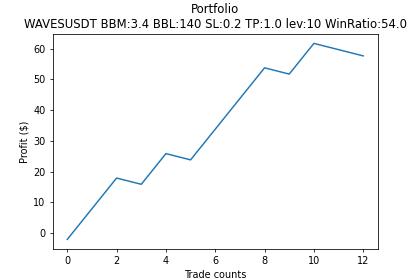 Portfolio
WAVESUSDT BBM:3.4 BBL:140 SL:0.2 TP:1.0 lev:10 WinRatio:54.0
60
50
40
30
20
10
0
Profit ($)
0 2 4 6 8 10 12
Trade counts